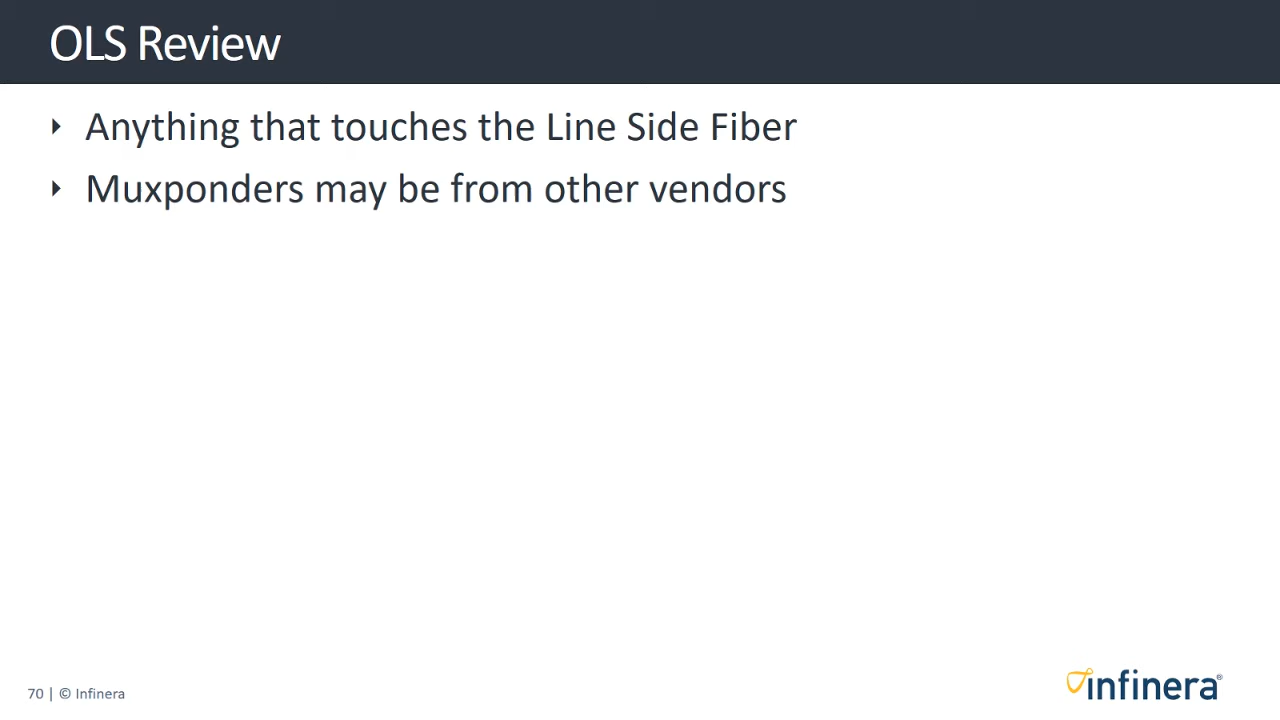 OLS Review
‣ Anything that touches the Line Side Fiber
‣ Muxponders may be from other vendors
70 | © Infinera
infinera®